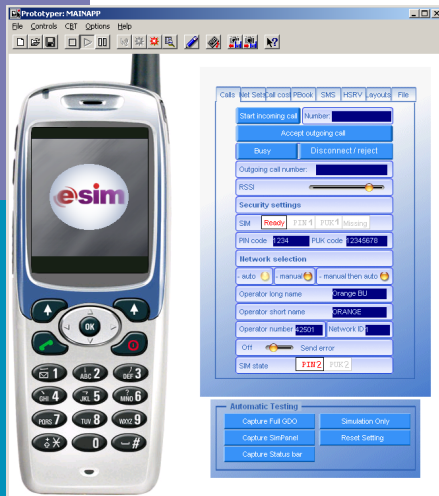 Prototyper: MAINAPP
File Controls CBT Options Help
Calls Net Sets Call cost PBook SMS HSRV Layouts File
Start incoming call Number:
Accept outgoing call
Busy Disconnect / reject
Outgoing call number:
RSSI
Security settings
SIM Ready PIN 1 PUK 1 Missing
PIN code 1234 PUK code 12345678
Network selection
- auto - manual - manual then auto
Operator long name Orange BU
Operator short name ORANGE
Operator number 42501 Network ID 1
Off Send error
SIM state PIN2 PUK2
Automatic Testing
Capture Full GDO Simulation Only
Capture SimPanel Reset Setting
Capture Status bar
e-sim
OK
1 ABC 2 DEF 3
GHI 4 JKL 5 MNO 6
PQRS 7 TUV 8 WXYZ 9
0 #